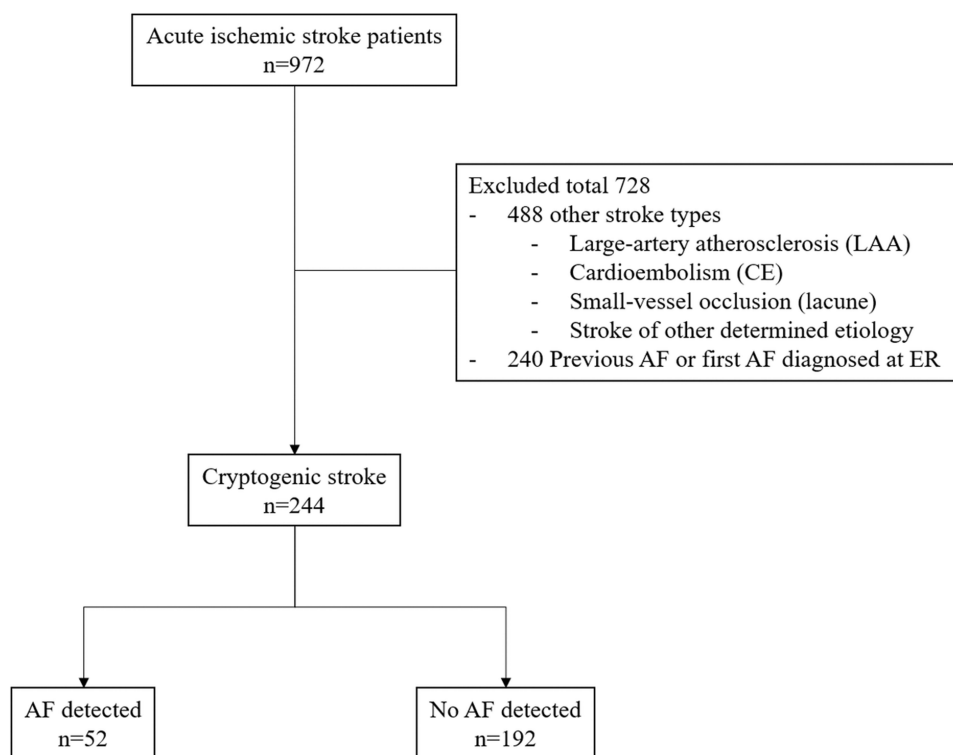 Acute ischemic stroke patients
n=972
Excluded total 728
- 488 other stroke types
- Large-artery atherosclerosis (LAA)
- Cardioembolism (CE)
- Small-vessel occlusion (lacune)
- Stroke of other determined etiology
- 240 Previous AF or first AF diagnosed at ER
Cryptogenic stroke
n=244
AF detected
n=52
No AF detected
n=192